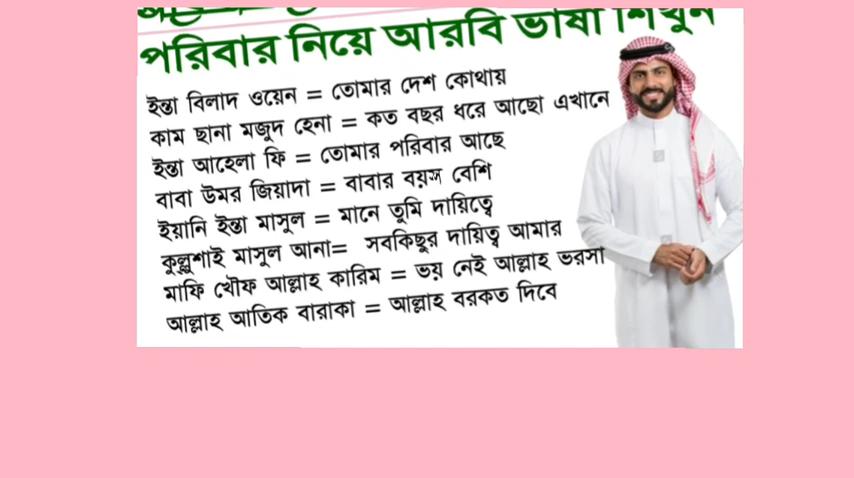 পরিবার নিয়ে আরবি ভাষা শিখুন
ইন্তা বিলাদ ওয়েন = তোমার দেশ কোথায়
কাম ছানা মজুদ হেনা = কত বছর ধরে আছো এখানে
ইন্তা আহেলা ফি = তোমার পরিবার আছে
বাবা উমর জিয়াদা = বাবার বয়স বেশি
ইয়ানি ইন্তা মাসুল = মানে তুমি দায়িত্বে
কুল্লুশাই মাসুল আনা= সবকিছুর দায়িত্ব আমার
মাফি খৌফ আল্লাহ কারিম = ভয় নেই আল্লাহ ভরসা
আল্লাহ আতিক বারাকা = আল্লাহ বরকত দিবে